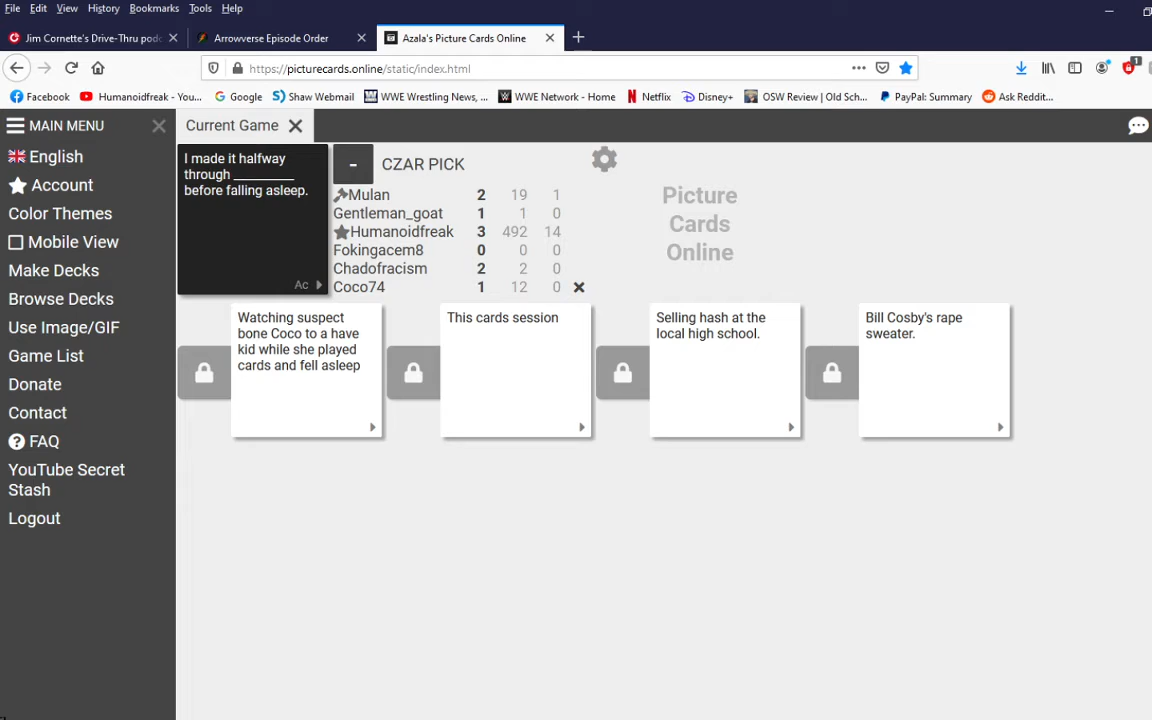 File Edit View History Bookmarks Tools Help
Jim Cornette's Drive-Thru pod
Arrowverse Episode Order
Azala's Picture Cards Online
https://picturecards.online/static/index.html
1
Facebook
Humanoidfreak - You...
Google
Shaw Webmail
WWE Wrestling News, ...
WWE Network - Home
Netflix
Disney+
OSW Review | Old Sch...
PayPal: Summary
Ask Reddit...
MAIN MENU
English
Account
Color Themes
Mobile View
Make Decks
Browse Decks
Use Image/GIF
Game List
Donate
Contact
FAQ
YouTube Secret
Stash
Logout
Current Game
I made it halfway
through ________
before falling asleep.
Ac
-
CZAR PICK
Mulan 2 19 1
Gentleman_goat 1 1 0
Humanoidfreak 3 492 14
Fokingacem8 0 0 0
Chadofracism 2 2 0
Coco74 1 12 0
Picture
Cards
Online
Watching suspect
bone Coco to a have
kid while she played
cards and fell asleep
This cards session
Selling hash at the
local high school.
Bill Cosby's rape
sweater.